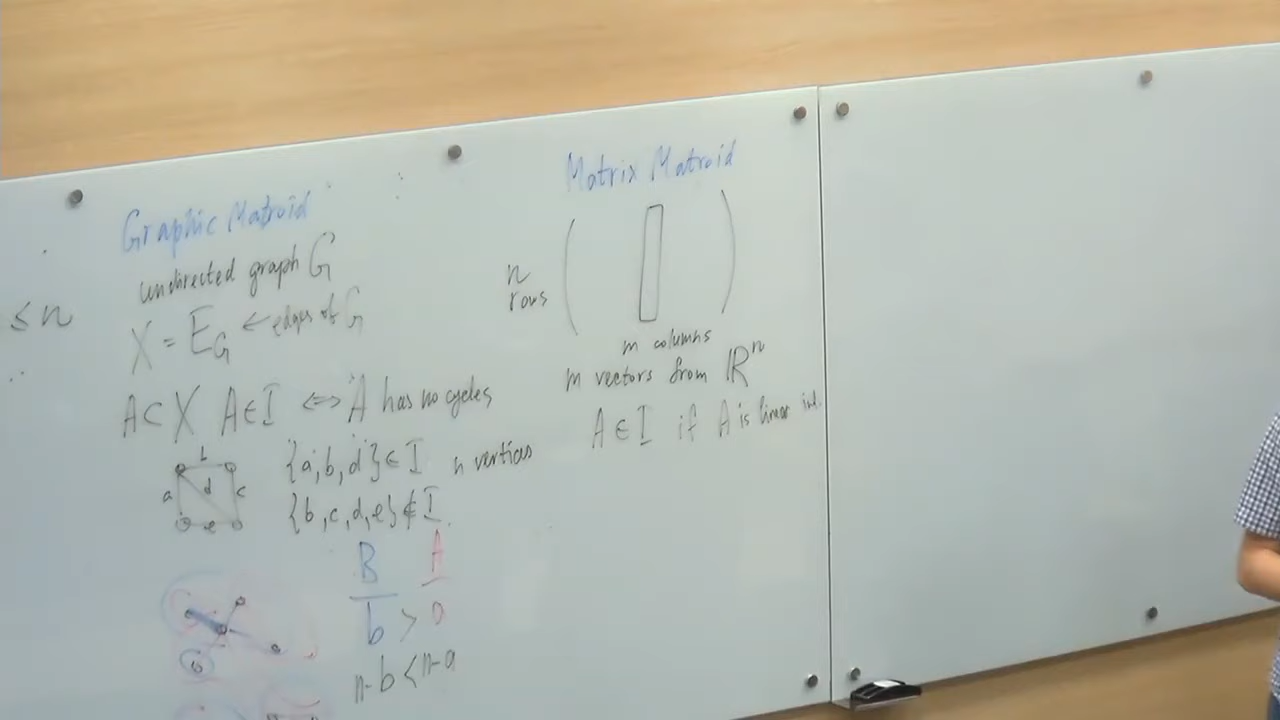 ≤ n
Graphic Matroid
undirected graph G
X = E_G ← edges of G
A ⊂ X A ∈ I ⇔ A has no cycles
b
a d c
e
{a, b, d} ∈ I n vertices
{b, c, d, e} ∉ I.
B A
b > a
n-b < n-a
Matrix Matroid
n
rows
m columns
m vectors from ℝⁿ
A ∈ I if A is linear ind.